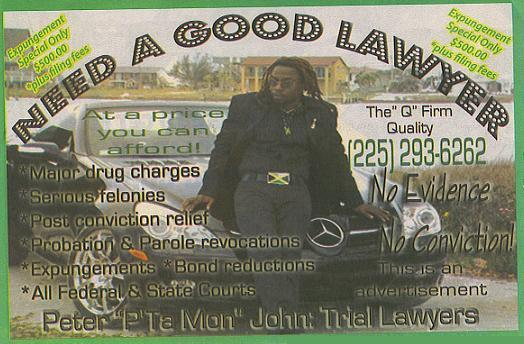 Expungement
Special Only
$500.00
*plus filing fees
NEED A GOOD LAWYER
Expungement
Special Only
$500.00
*plus filing fees
At a price
you can
afford!
The" Q" Firm
Quality
(225) 293-6262
*Major drug charges
*Serious felonies
*Post conviction relief
*Probation & Parole revocations
*Expungements *Bond reductions
*All Federal & State Courts
No Evidence
No Conviction!
This is an
advertisement
Peter "P'Ta Mon" John: Trial Lawyers